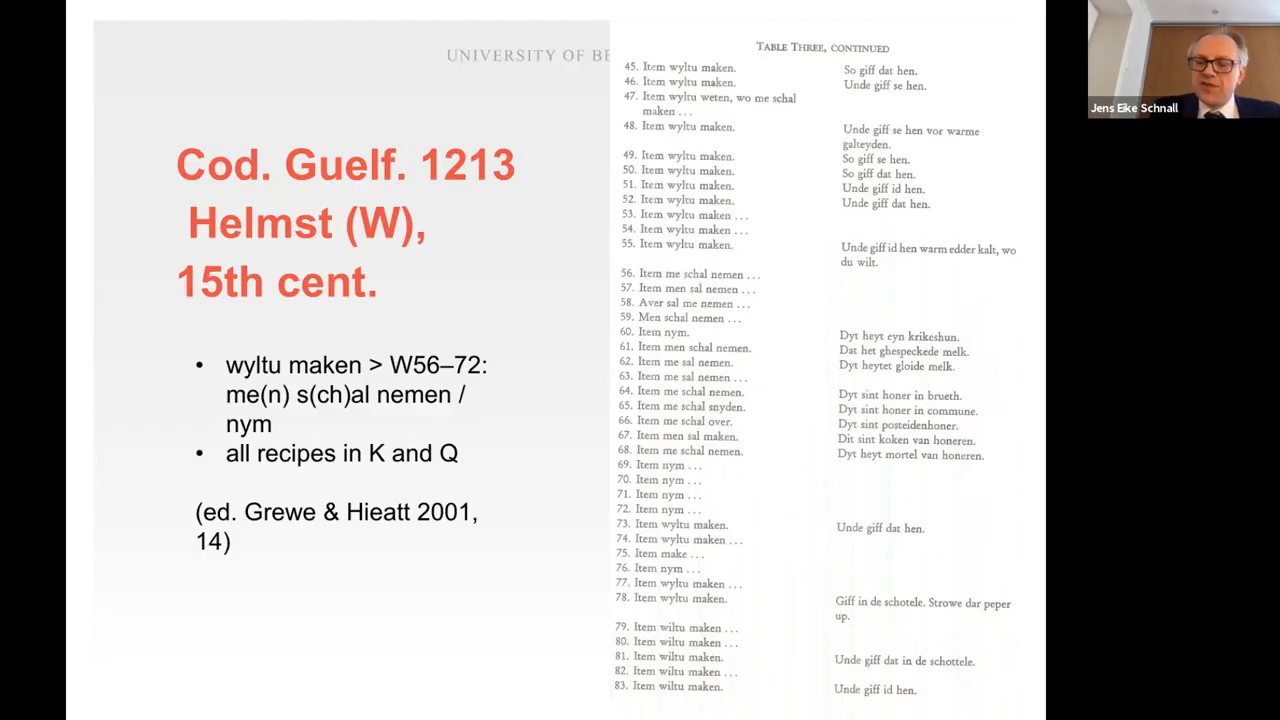 UNIVERSITY OF BE
Cod. Guelf. 1213
Helmst (W),
15th cent.
• wyltu maken > W56–72:
me(n) s(ch)al nemen /
nym
• all recipes in K and Q
(ed. Grewe & Hieatt 2001,
14)
TABLE THREE, CONTINUED
45. Item wyltu maken. So giff dat hen.
46. Item wyltu maken. Unde giff se hen.
47. Item wyltu weten, wo me schal
maken . . .
48. Item wyltu maken. Unde giff se hen vor warme
galteyden.
49. Item wyltu maken. So giff se hen.
50. Item wyltu maken. So giff dat hen.
51. Item wyltu maken. Unde giff id hen.
52. Item wyltu maken. Unde giff dat hen.
53. Item wyltu maken . . .
54. Item wyltu maken . . .
55. Item wyltu maken. Unde giff id hen warm edder kalt, wo
du wilt.
56. Item me schal nemen . . .
57. Item men sal nemen . . .
58. Aver sal me nemen . . .
59. Men schal nemen . . .
60. Item nym. Dyt heyt eyn krikeshun.
61. Item men schal nemen. Dat het ghespeckede melk.
62. Item me sal nemen. Dyt heytet gloide melk.
63. Item me sal nemen . . .
64. Item me schal nemen. Dyt sint honer in brueth.
65. Item me schal snyden. Dyt sint honer in commune.
66. Item me schal over. Dyt sint posteidenhoner.
67. Item men sal maken. Dit sint koken van honeren.
68. Item me schal nemen. Dyt heyt mortel van honeren.
69. Item nym . . .
70. Item nym . . .
71. Item nym . . .
72. Item nym . . .
73. Item wyltu maken. Unde giff dat hen.
74. Item wyltu maken . . .
75. Item make . . .
76. Item nym . . .
77. Item wyltu maken . . .
78. Item wyltu maken. Giff in de schotele. Strowe dar peper
up.
79. Item wiltu maken . . .
80. Item wiltu maken . . .
81. Item wiltu maken. Unde giff dat in de schottele.
82. Item wiltu maken . . .
83. Item wiltu maken. Unde giff id hen.
Jens Eike Schnall